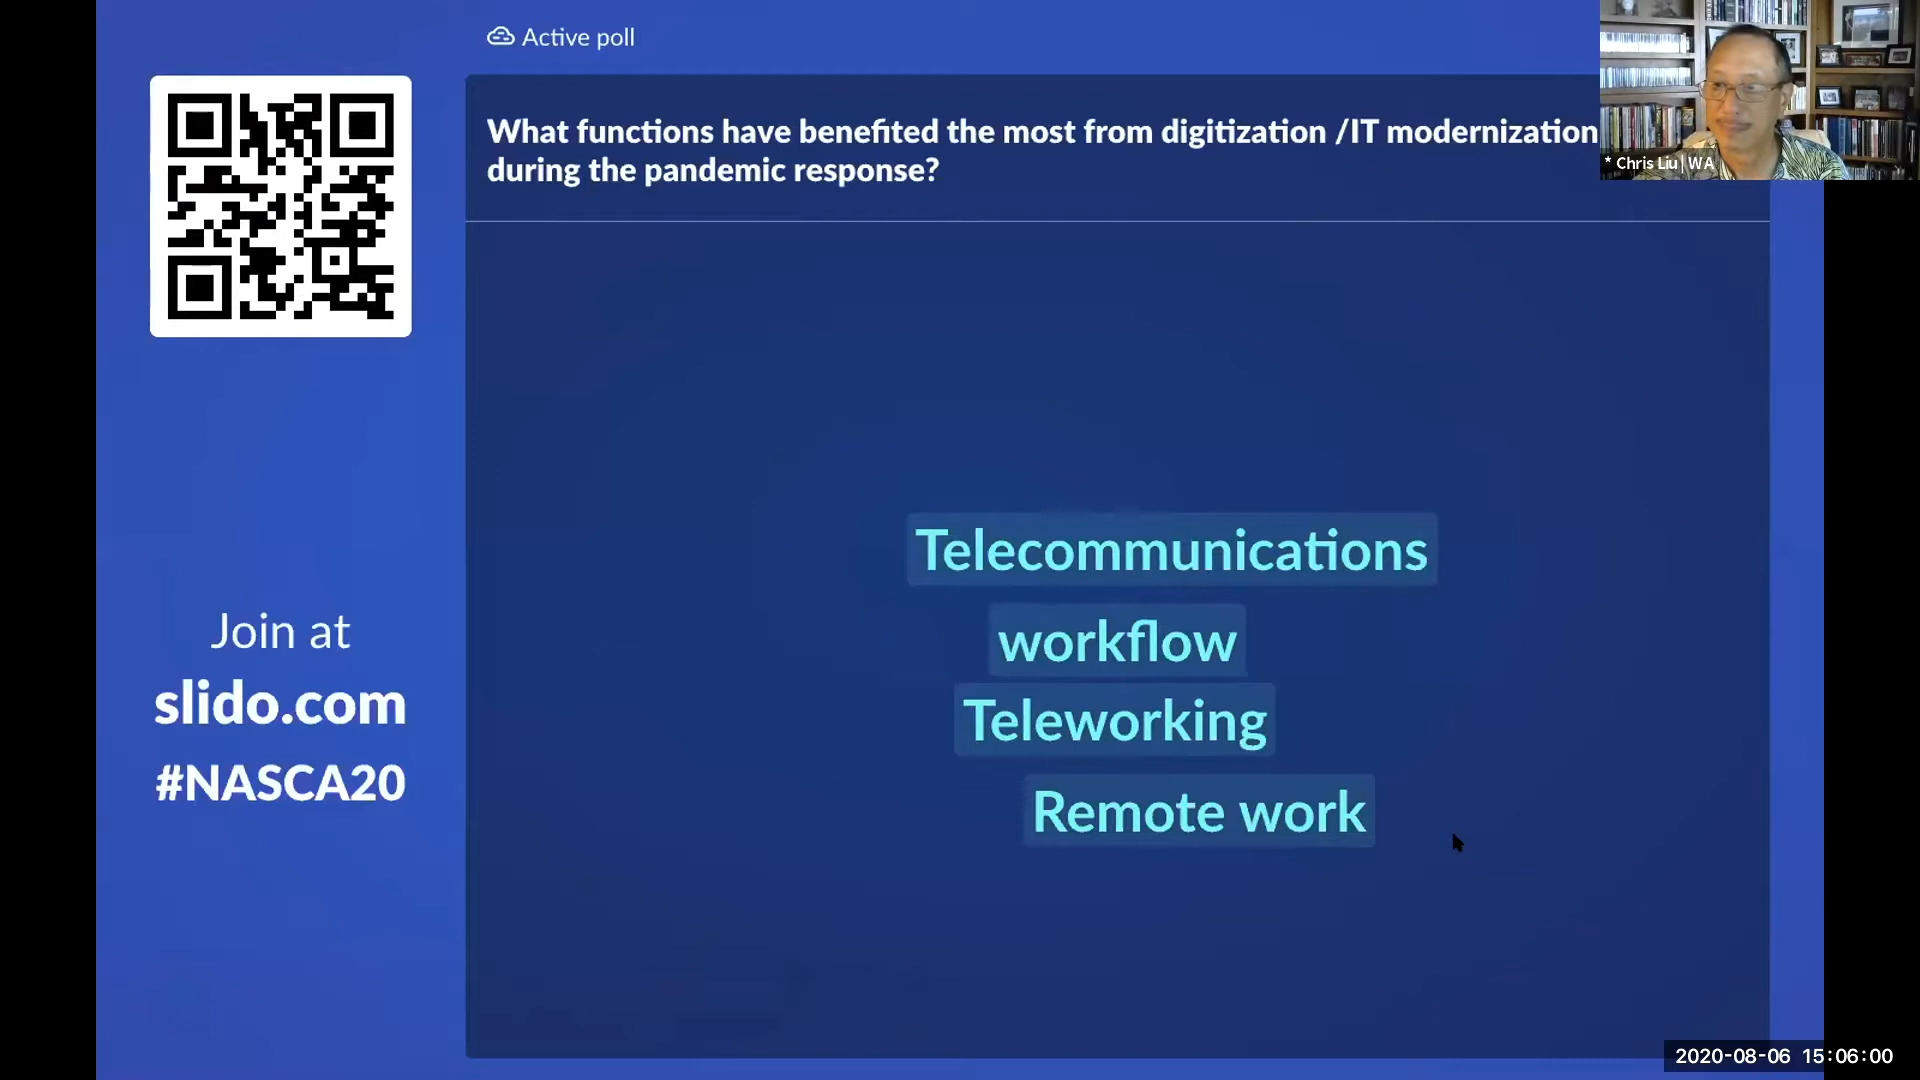 Active poll
What functions have benefited the most from digitization /IT modernization
during the pandemic response?
* Chris Liu | WA
Telecommunications
workflow
Teleworking
Remote work
Join at
slido.com
#NASCA20
2020-08-06 15:06:00